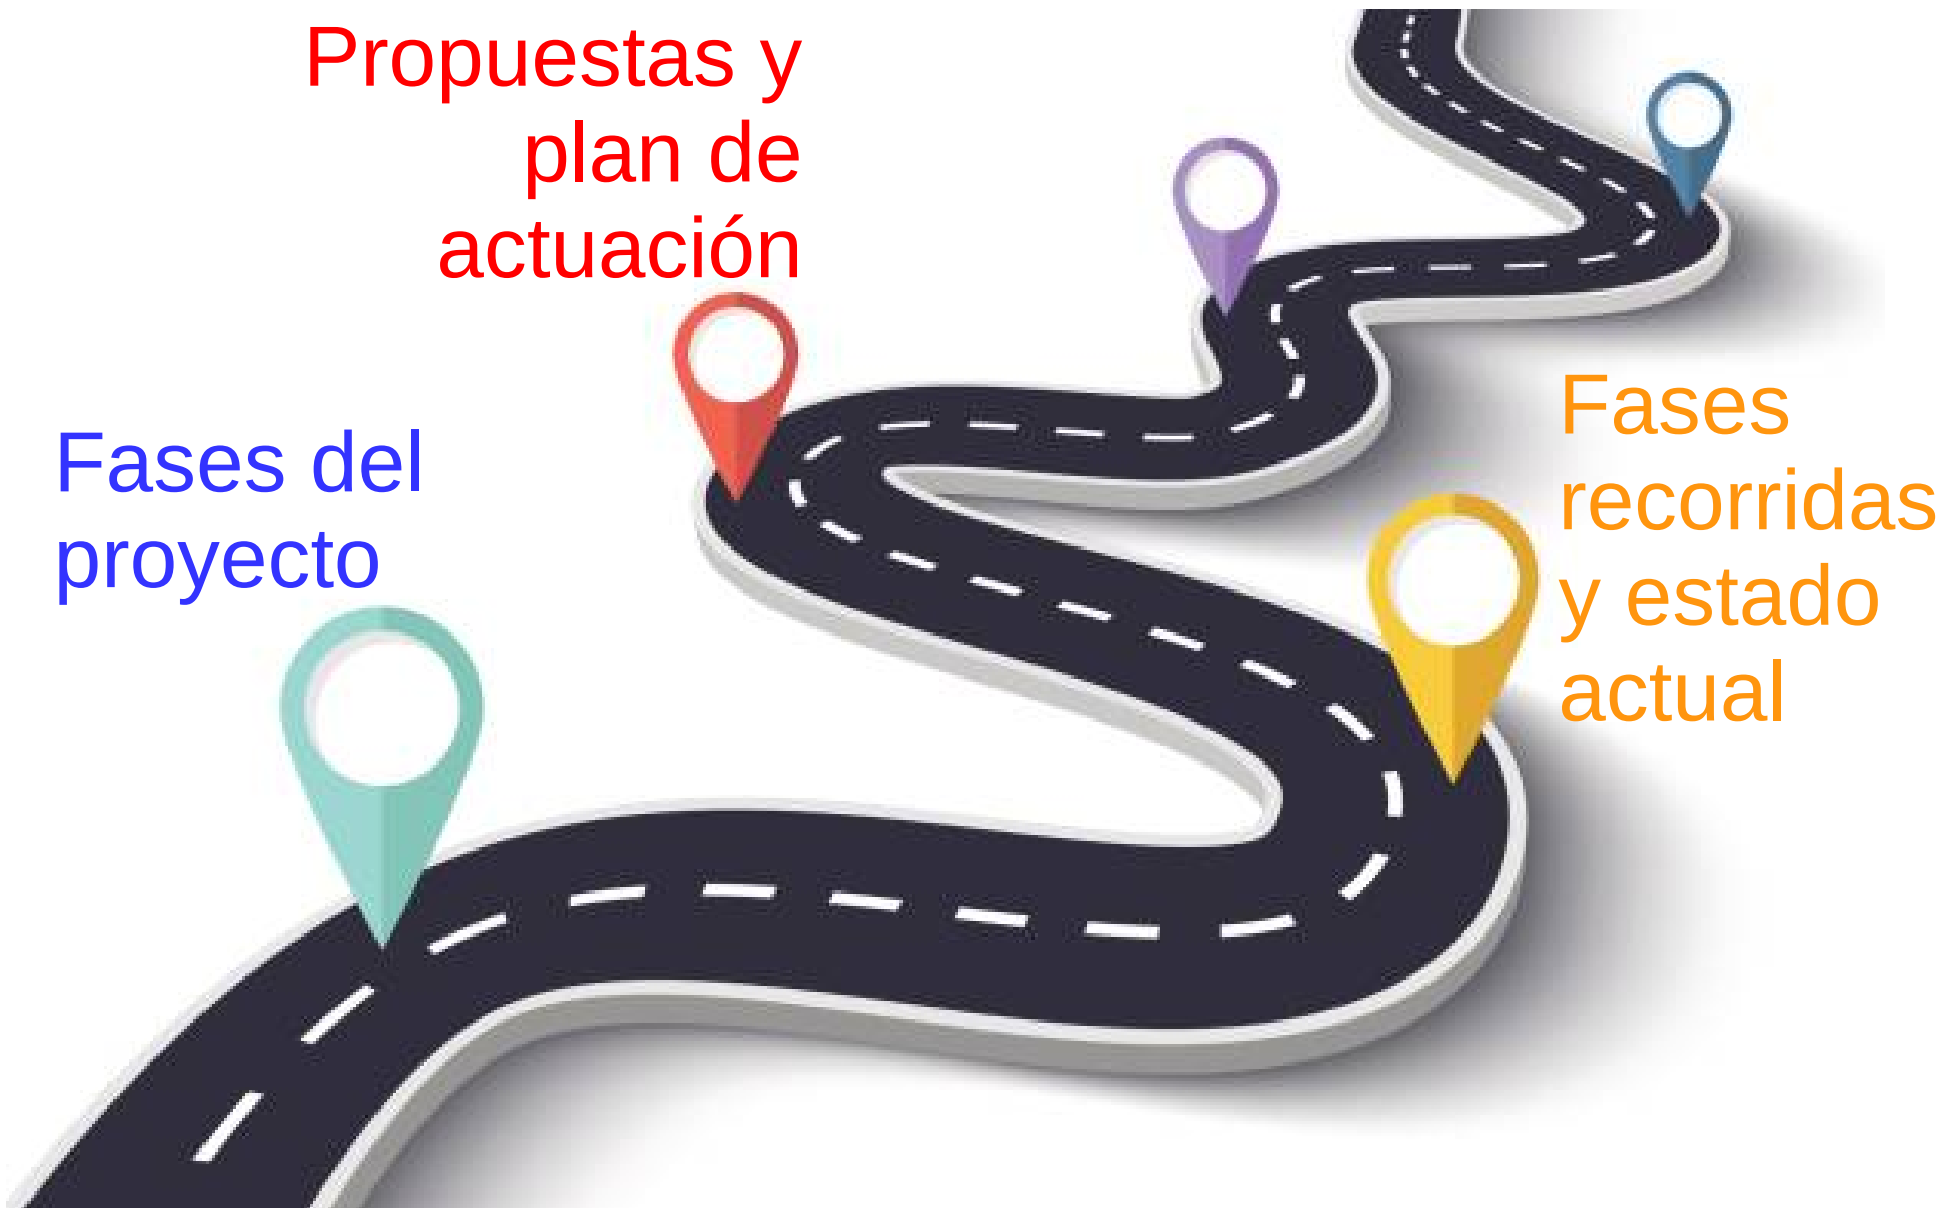 Propuestas y
plan de
actuación
Fases del
proyecto
Fases
recorridas
y estado
actual